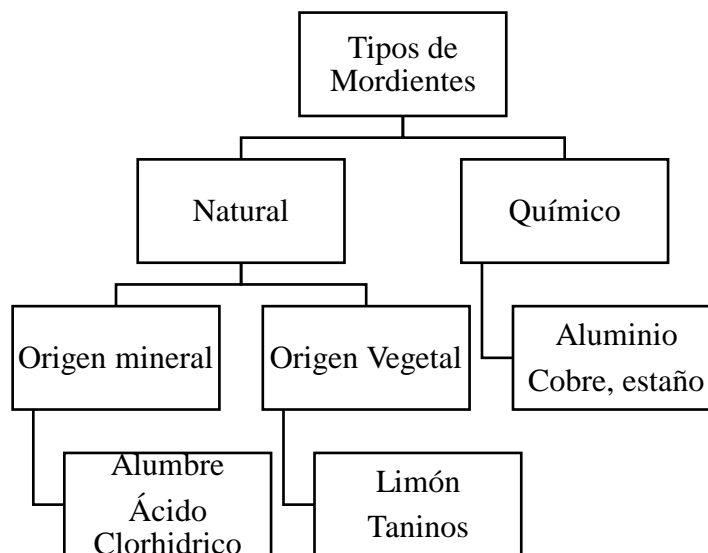 Tipos de
Mordientes
Natural
Químico
Origen mineral
Origen Vegetal
Aluminio
Cobre, estaño
Alumbre
Ácido
Clorhidrico
Limón
Taninos